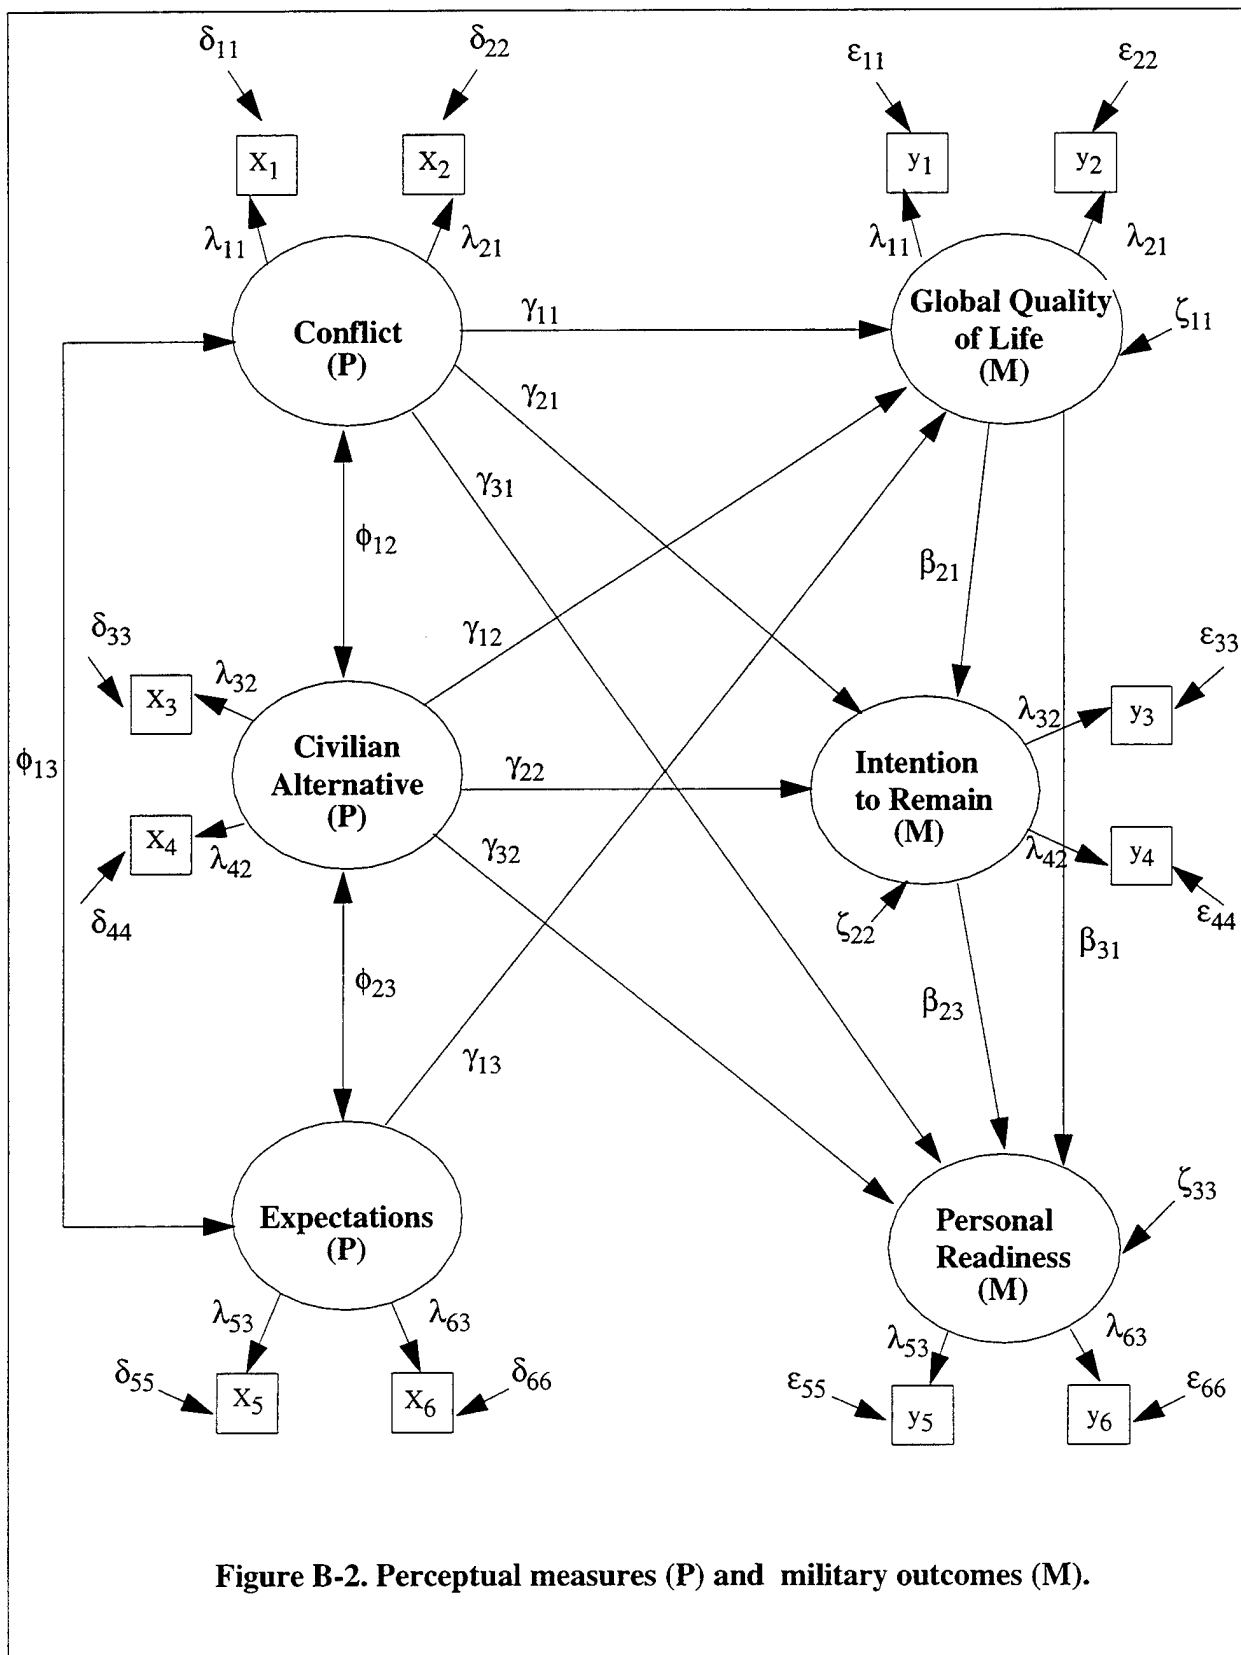 δ11
δ22
ε11
ε22
X1
X2
y1
y2
λ11
λ21
λ11
λ21
Conflict
(P)
γ11
Global Quality
of Life
(M)
ζ11
γ21
γ31
ϕ12
β21
γ12
δ33
λ32
X3
ε33
λ32
y3
ϕ13
Civilian
Alternative
(P)
γ22
Intention
to Remain
(M)
X4
λ42
γ32
λ42
y4
δ44
ζ22
ε44
β31
ϕ23
β23
γ13
Expectations
(P)
Personal
Readiness
(M)
ζ33
λ53
λ63
λ53
λ63
δ55
X5
X6
δ66
ε55
y5
y6
ε66
Figure B-2. Perceptual measures (P) and military outcomes (M).